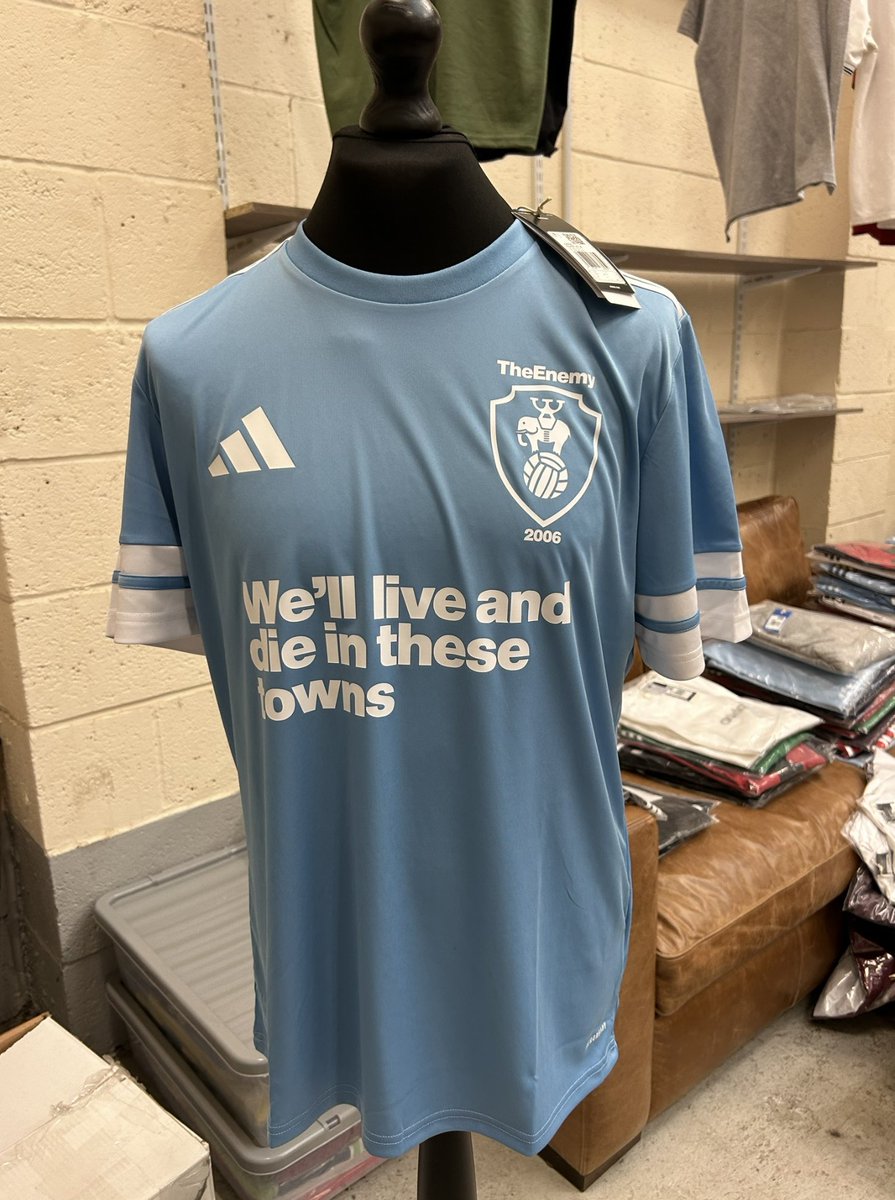 TheEnemy
2006
We'll live and
die in these
towns